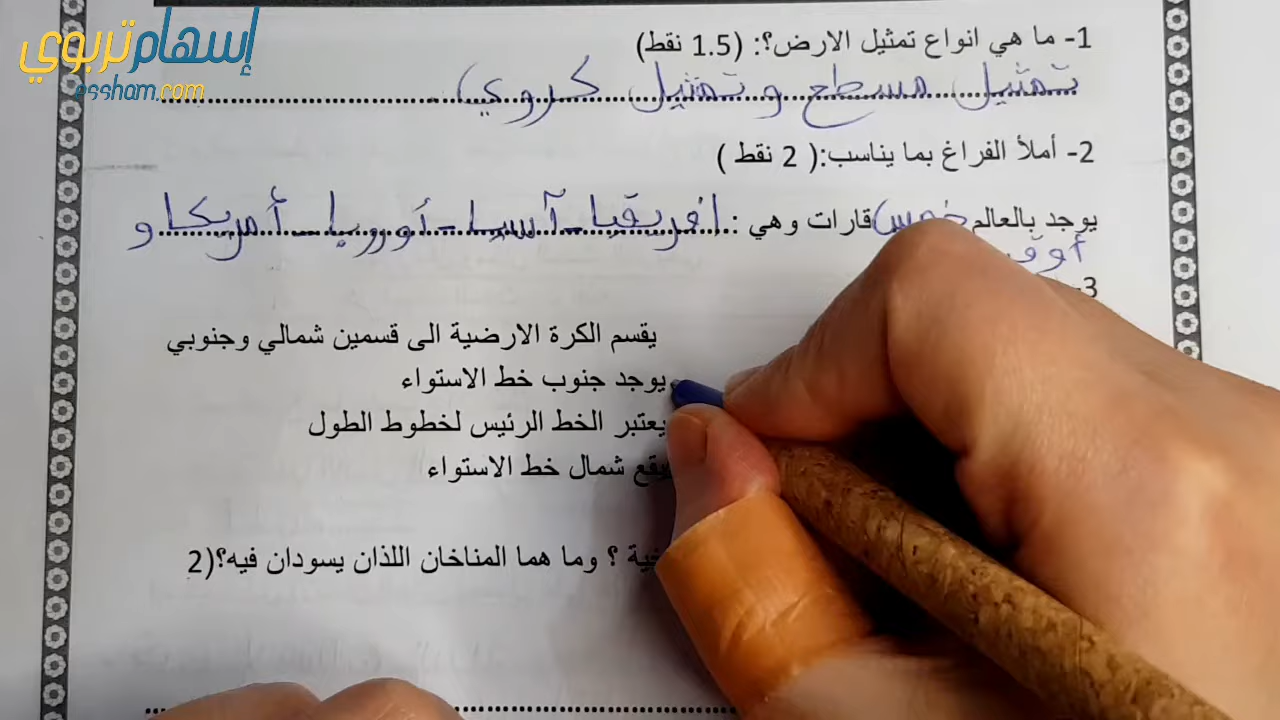 إسهام تربوي
essham.com
1- ما هي انواع تمثيل الارض؟: (1.5 نقط)
تمثيل مسطح و تمثيل كروي
2- أملأ الفراغ بما يناسب:( 2 نقط )
يوجد بالعالم خمس قارات وهي : افريقيا - آسيا - أوروبا - أمريكا و
3-
يقسم الكرة الارضية الى قسمين شمالي وجنوبي
يوجد جنوب خط الاستواء
يعتبر الخط الرئيس لخطوط الطول
يقع شمال خط الاستواء
وما هما المناخان اللذان يسودان فيه؟(2